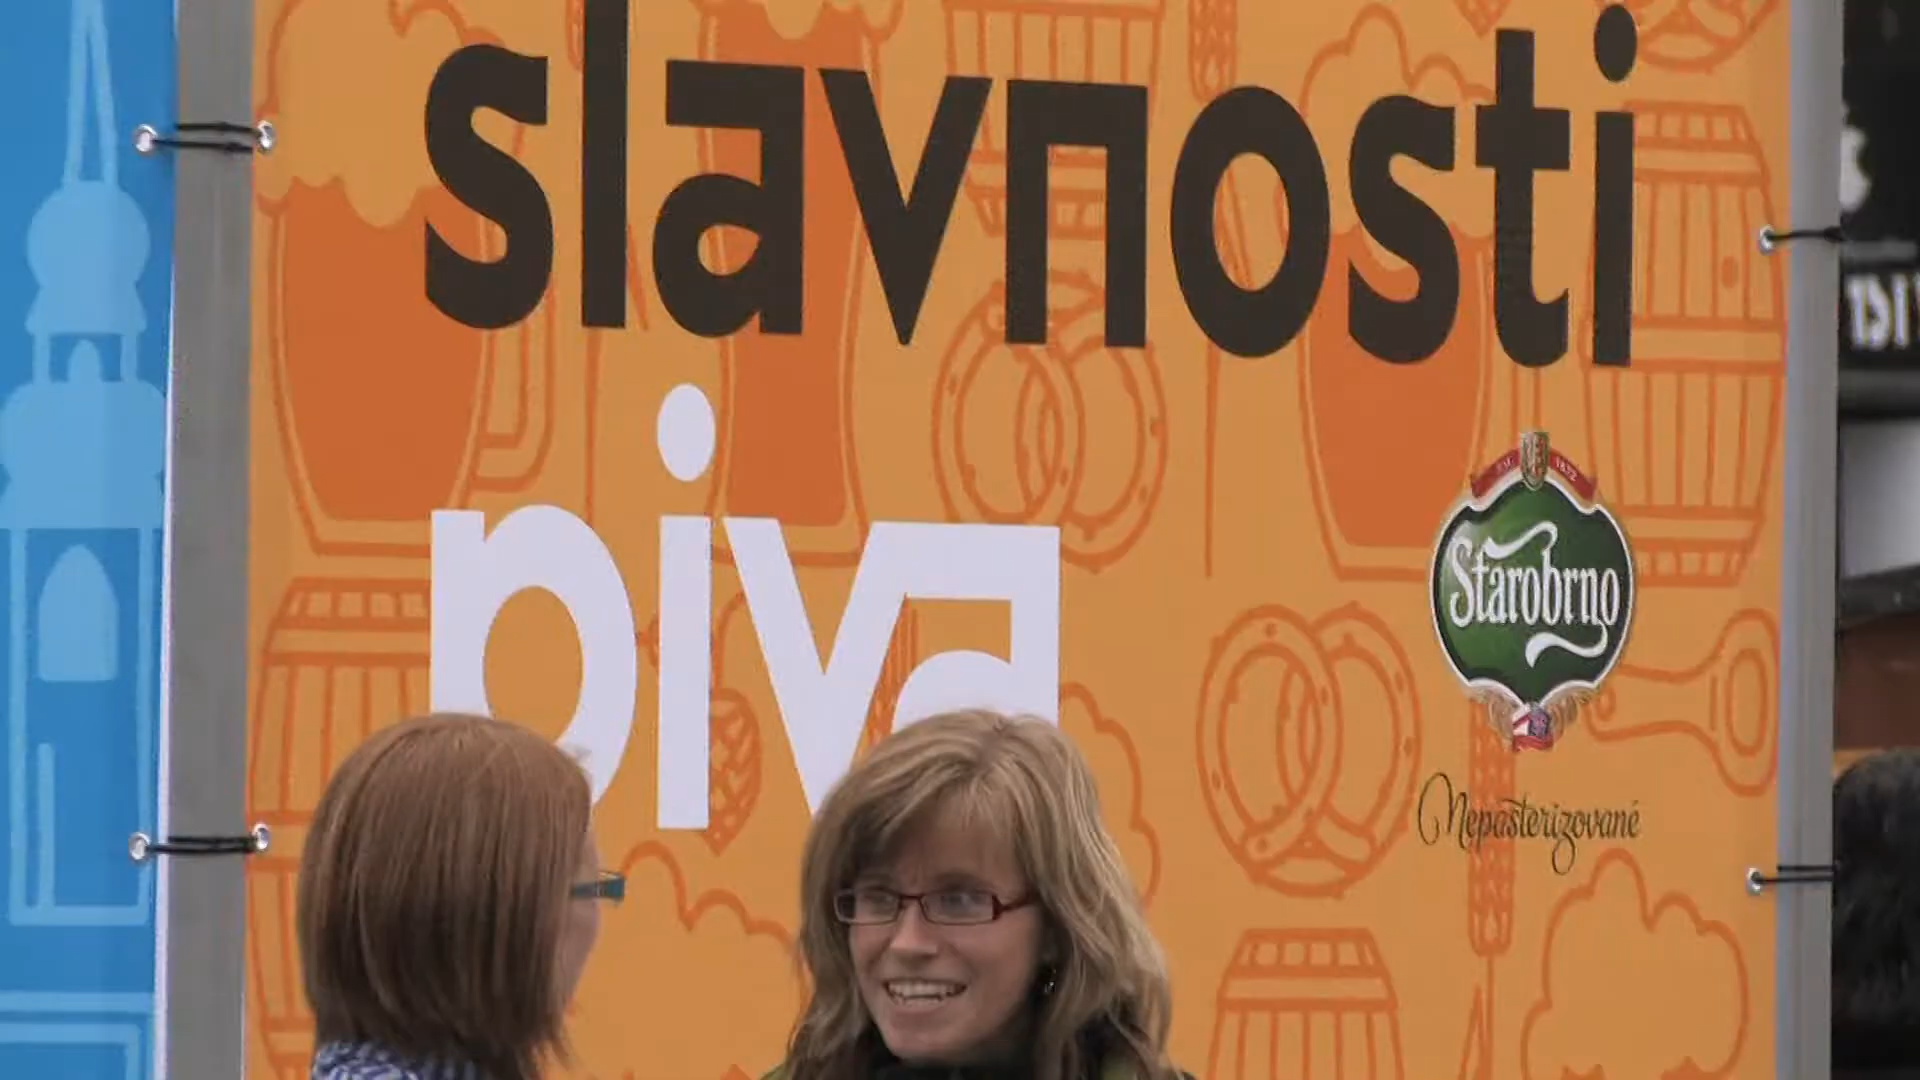 slavnosti
piva
Starobrno
Nepasterizované